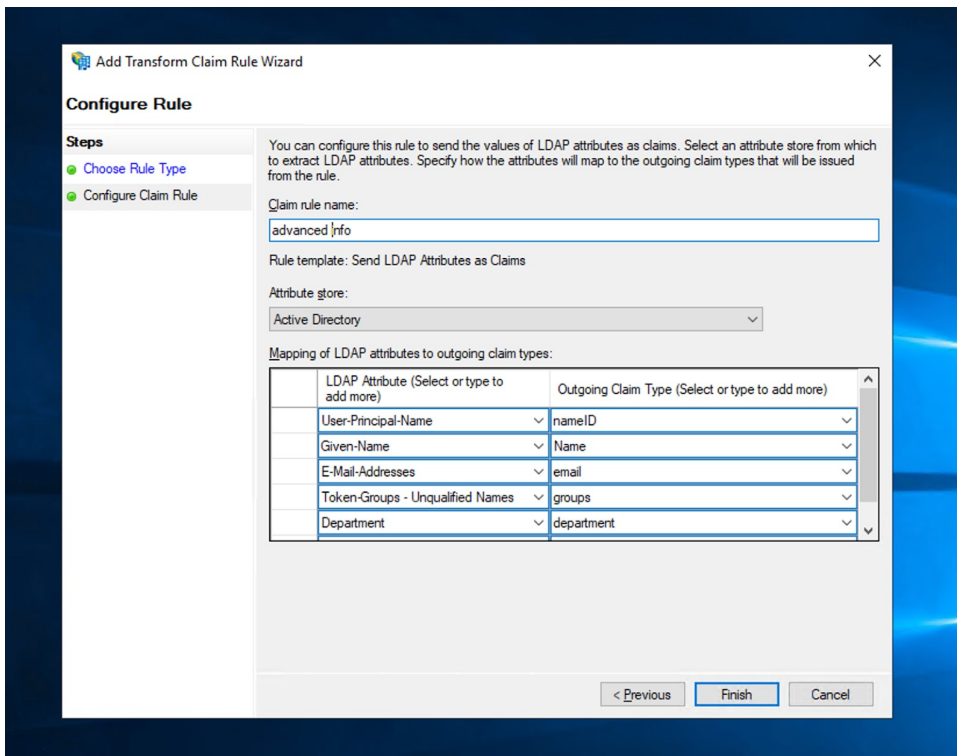 Add Transform Claim Rule Wizard
Configure Rule
Steps
Choose Rule Type
Configure Claim Rule
You can configure this rule to send the values of LDAP attributes as claims. Select an attribute store from which
to extract LDAP attributes. Specify how the attributes will map to the outgoing claim types that will be issued
from the rule.
Claim rule name:
advanced info
Rule template: Send LDAP Attributes as Claims
Attribute store:
Active Directory
Mapping of LDAP attributes to outgoing claim types:
LDAP Attribute (Select or type to
add more)
Outgoing Claim Type (Select or type to add more)
User-Principal-Name nameID
Given-Name Name
E-Mail-Addresses email
Token-Groups - Unqualified Names groups
Department department
< Previous Finish Cancel